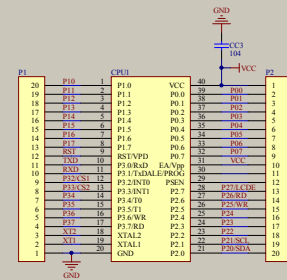 GND
CC3
104
VCC
P1 CPU1 P2
20 P10 1 P1.0 VCC 40 1
19 P11 2 P1.1 P0.0 39 P00 2
18 P12 3 P1.2 P0.1 38 P01 3
17 P13 4 P1.3 P0.2 37 P02 4
16 P14 5 P1.4 P0.3 36 P03 5
15 P15 6 P1.5 P0.4 35 P04 6
14 P16 7 P1.6 P0.5 34 P05 7
13 P17 8 P1.7 P0.6 33 P06 8
12 RST 9 RST/VPD P0.7 32 P07 9
11 TXD 10 P3.0/RxD EA/Vpp 31 VCC 10
10 RXD 11 P3.1/TxD ALE/PROG 30 11
9 P32/CS1 12 P3.2/INT0 PSEN 29 12
8 P33/CS2 13 P3.3/INT1 P2.7 28 P27/LCDE 13
7 P34 14 P3.4/T0 P2.6 27 P26/RD 14
6 P35 15 P3.5/T1 P2.5 26 P25/WR 15
5 P36 16 P3.6/WR P2.4 25 P24 16
4 P37 17 P3.7/RD P2.3 24 P23 17
3 XT2 18 XTAL2 P2.2 23 P22 18
2 XT1 19 XTAL1 P2.1 22 P21/SCL 19
1 20 GND P2.0 21 P20/SDA 20
GND